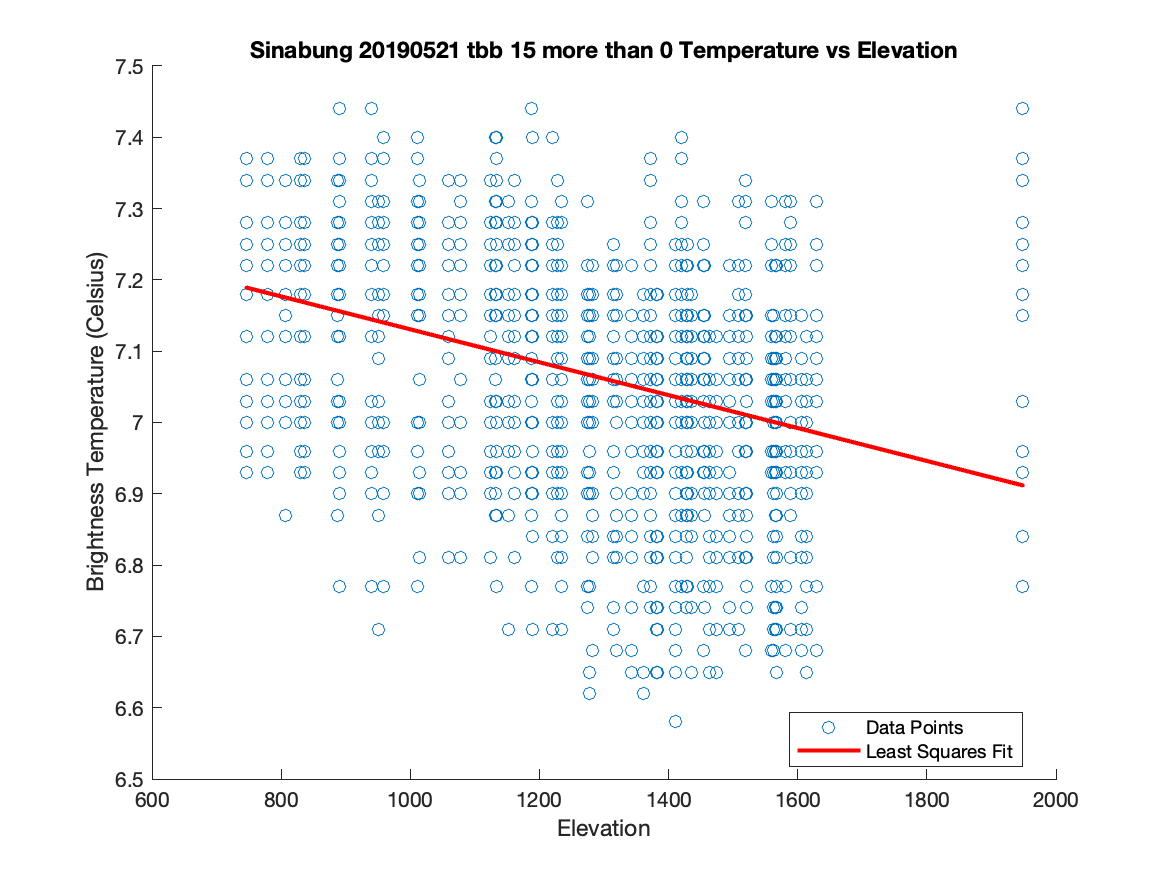 Sinabung 20190521 tbb 15 more than 0 Temperature vs Elevation
7.5
7.4
7.3
7.2
7.1
7
6.9
6.8
6.7
6.6
6.5
Brightness Temperature (Celsius)
Data Points
Least Squares Fit
600 800 1000 1200 1400 1600 1800 2000
Elevation